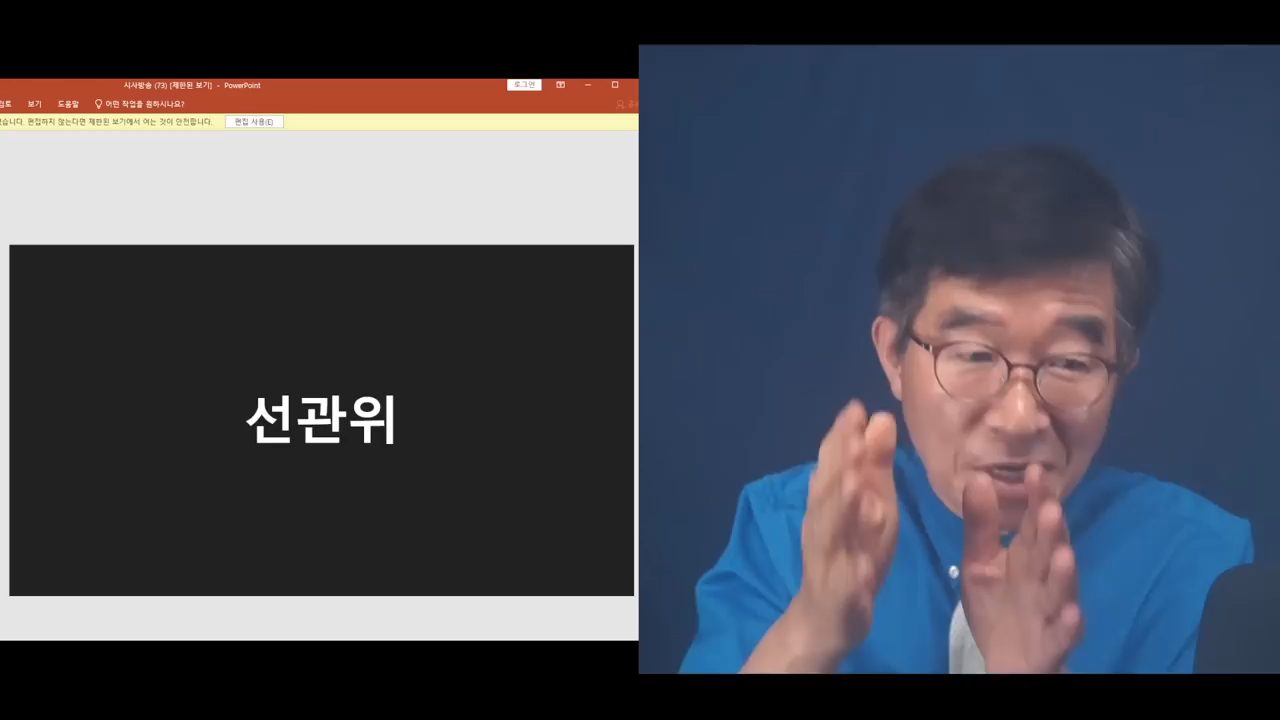 시사방송 (73) [제한된 보기] - PowerPoint
로그인
검토 보기 도움말 어떤 작업을 원하시나요?
편집하지 않는다면 제한된 보기에서 여는 것이 안전합니다. 편집 사용(E)
선관위